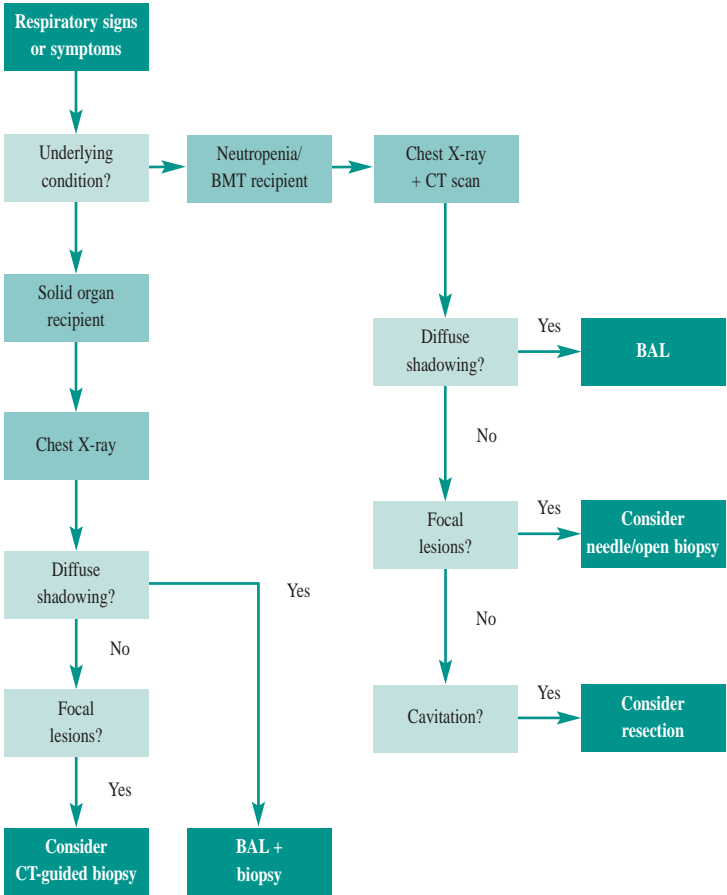 Respiratory signs
or symptoms
Underlying
condition?
Neutropenia/
BMT recipient
Chest X-ray
+ CT scan
Solid organ
recipient
Diffuse
shadowing?
Yes
BAL
No
Chest X-ray
Focal
lesions?
Yes
Consider
needle/open biopsy
Diffuse
shadowing?
Yes
No
No
Focal
lesions?
Cavitation?
Yes
Consider
resection
Yes
Consider
CT-guided biopsy
BAL +
biopsy